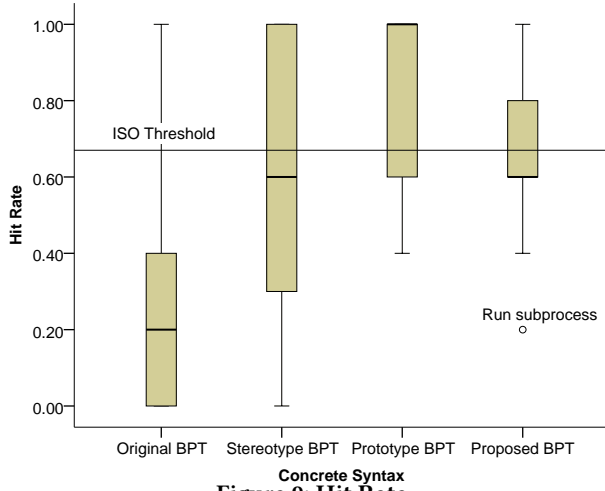 1.00
0.80
ISO Threshold
0.60
Hit Rate
0.40
Run subprocess
0.20
0.00
Original BPT Stereotype BPT Prototype BPT Proposed BPT
Concrete Syntax